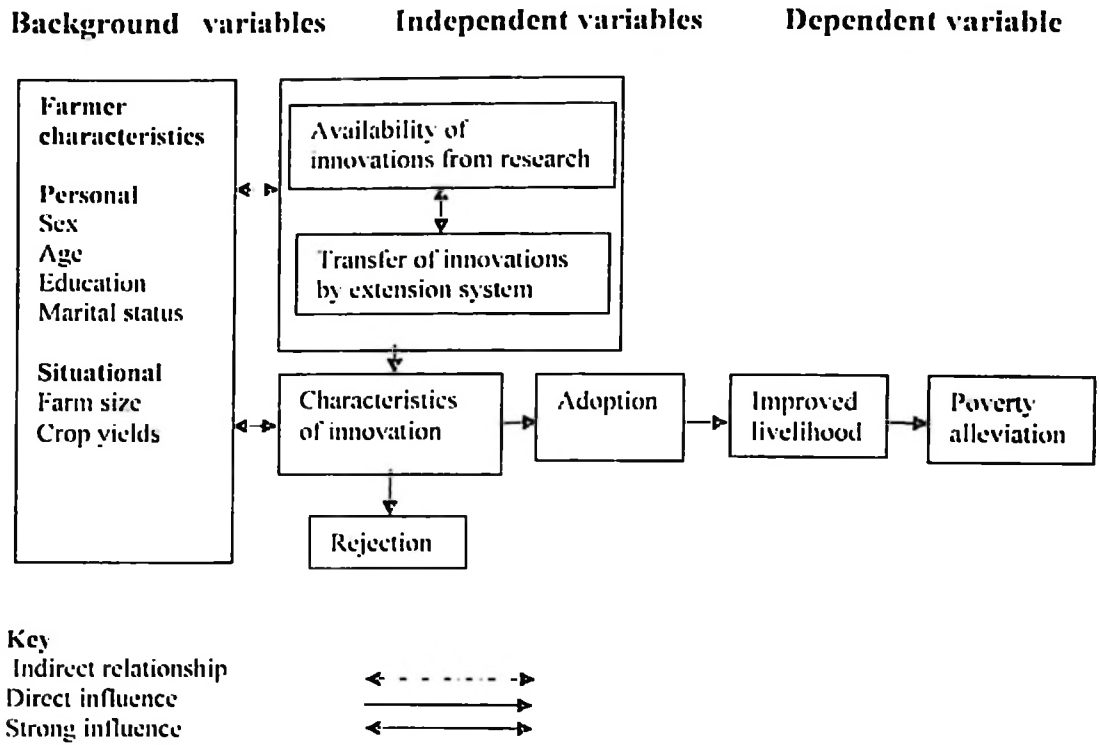 Background variables
Independent variables
Dependent variable
Farmer
characteristics
Personal
Sex
Age
Education
Marital status
Situational
Farm size
Crop yields
Availability of
innovations from research
Transfer of innovations
by extension system
Characteristics
of innovation
Adoption
Improved
livelihood
Poverty
alleviation
Rejection
Key
Indirect relationship
Direct influence
Strong influence